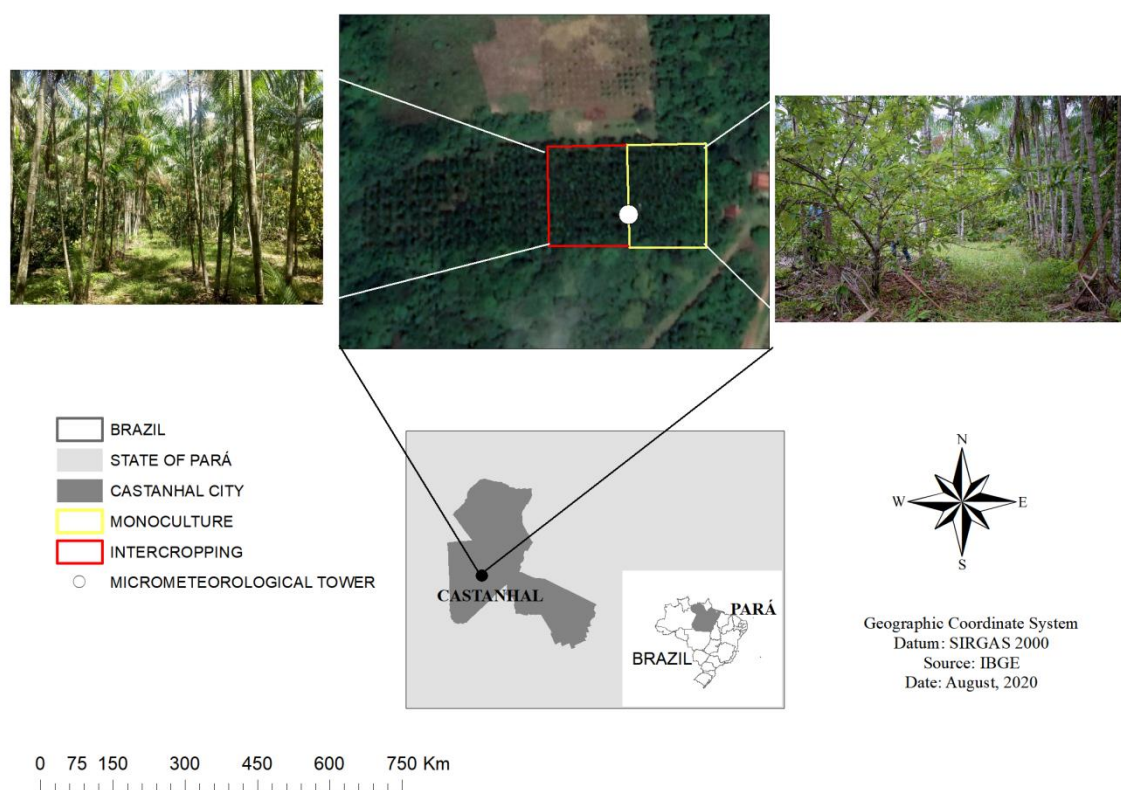 BRAZIL
STATE OF PARÁ
CASTANHAL CITY
MONOCULTURE
INTERCROPPING
MICROMETEOROLOGICAL TOWER
CASTANHAL
PARÁ
BRAZIL
N
W E
S
Geographic Coordinate System
Datum: SIRGAS 2000
Source: IBGE
Date: August, 2020
0 75 150 300 450 600 750 Km